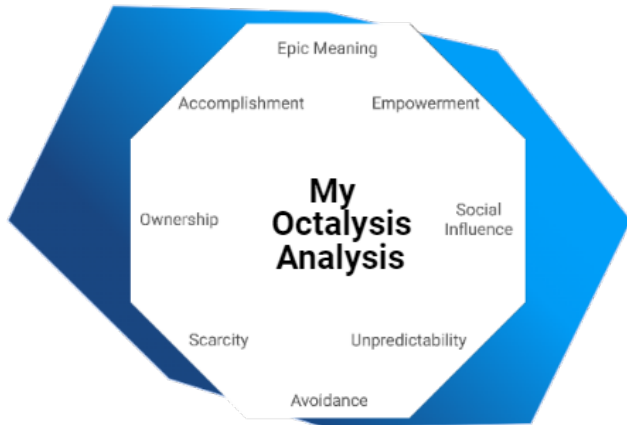 Epic Meaning
Accomplishment
Empowerment
My
Octalysis
Analysis
Ownership
Social
Influence
Scarcity
Unpredictability
Avoidance